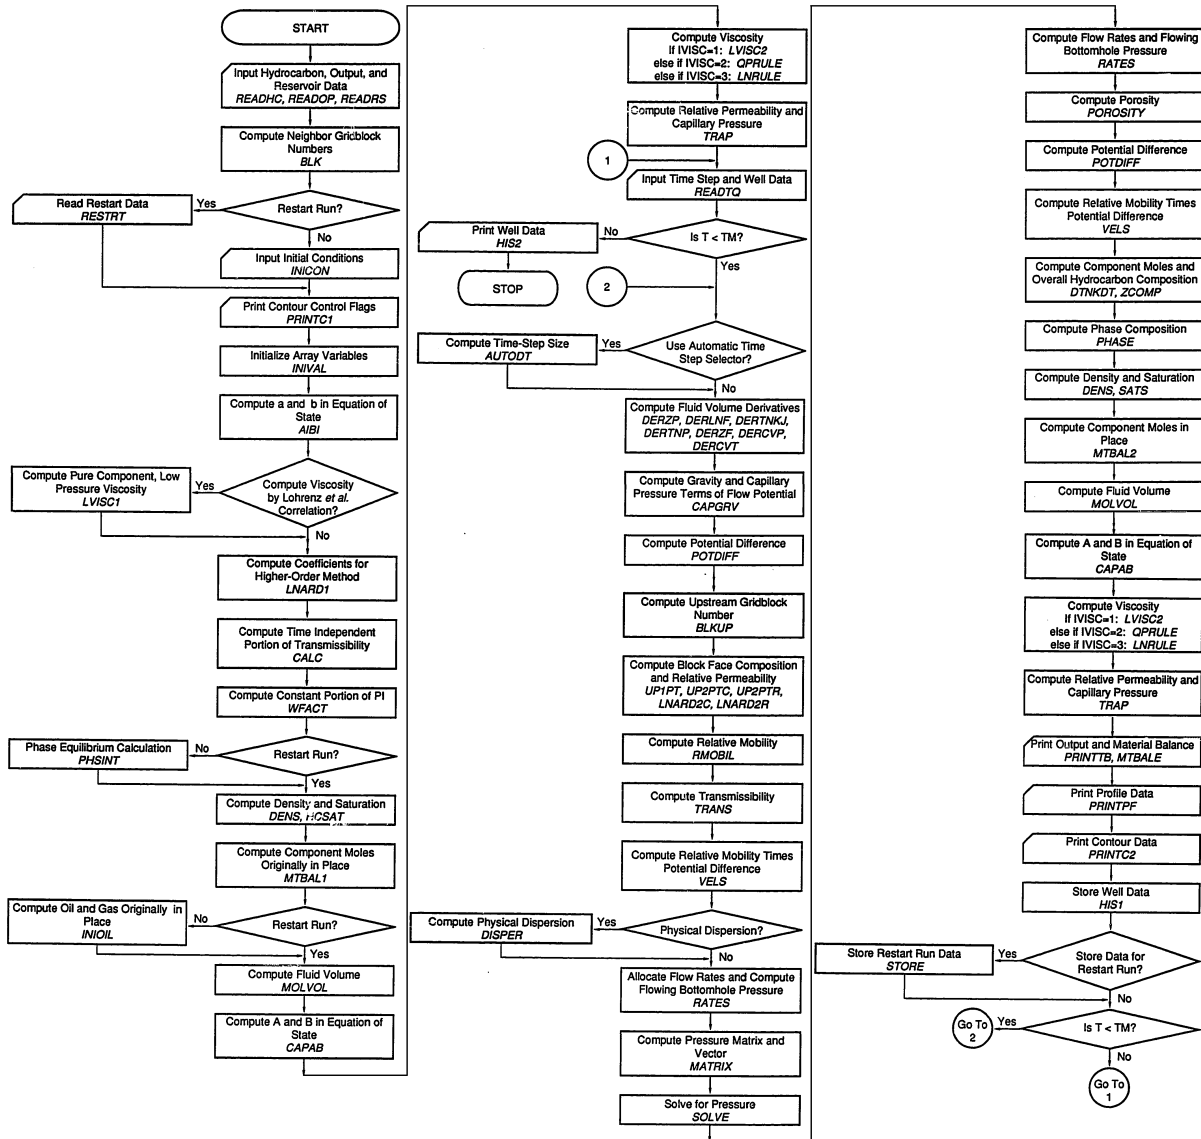 START
Input Hydrocarbon, Output, and
Reservoir Data
READHC, READOP, READRS
Compute Neighbor Gridblock
Numbers
BLK
Restart Run?
Yes
Read Restart Data
RESTRT
No
Input Initial Conditions
INICON
Print Contour Control Flags
PRINTC1
Initialize Array Variables
INIVAL
Compute a and b in Equation of
State
AIBI
Compute Viscosity
by Lohrenz et al.
Correlation?
Yes
Compute Pure Component, Low
Pressure Viscosity
LVISC1
No
Compute Coefficients for
Higher-Order Method
LNARD1
Compute Time Independent
Portion of Transmissibility
CALC
Compute Constant Portion of PI
WFACT
Restart Run?
No
Phase Equilibrium Calculation
PHSINT
Yes
Compute Density and Saturation
DENS, HCSAT
Compute Component Moles
Originally in Place
MTBAL1
Restart Run?
No
Compute Oil and Gas Originally in
Place
INIOIL
Yes
Compute Fluid Volume
MOLVOL
Compute A and B in Equation of
State
CAPAB
Compute Viscosity
If IVISC=1: LVISC2
else if IVISC=2: QPRULE
else if IVISC=3: LNRULE
Compute Relative Permeability and
Capillary Pressure
TRAP
1
Input Time Step and Well Data
READTQ
Is T < TM?
No
Print Well Data
HIS2
STOP
Yes
2
Use Automatic Time
Step Selector?
Yes
Compute Time-Step Size
AUTODT
No
Compute Fluid Volume Derivatives
DERZP, DERLNF, DERTNKJ,
DERTNP, DERZF, DERCVP,
DERCVT
Compute Gravity and Capillary
Pressure Terms of Flow Potential
CAPGRV
Compute Potential Difference
POTDIFF
Compute Upstream Gridblock
Number
BLKUP
Compute Block Face Composition
and Relative Permeability
UP1PT, UP2PTC, UP2PTR,
LNARD2C, LNARD2R
Compute Relative Mobility
RMOBIL
Compute Transmissibility
TRANS
Compute Relative Mobility Times
Potential Difference
VELS
Physical Dispersion?
Yes
Compute Physical Dispersion
DISPER
No
Allocate Flow Rates and Compute
Flowing Bottomhole Pressure
RATES
Compute Pressure Matrix and
Vector
MATRIX
Solve for Pressure
SOLVE
Compute Flow Rates and Flowing
Bottomhole Pressure
RATES
Compute Porosity
POROSITY
Compute Potential Difference
POTDIFF
Compute Relative Mobility Times
Potential Difference
VELS
Compute Component Moles and
Overall Hydrocarbon Composition
DTNKDT, ZCOMP
Compute Phase Composition
PHASE
Compute Density and Saturation
DENS, SATS
Compute Component Moles in
Place
MTBAL2
Compute Fluid Volume
MOLVOL
Compute A and B in Equation of
State
CAPAB
Compute Viscosity
If IVISC=1: LVISC2
else if IVISC=2: QPRULE
else if IVISC=3: LNRULE
Compute Relative Permeability and
Capillary Pressure
TRAP
Print Output and Material Balance
PRINTTB, MTBALE
Print Profile Data
PRINTPF
Print Contour Data
PRINTC2
Store Well Data
HIS1
Store Data for
Restart Run?
Yes
Store Restart Run Data
STORE
No
Is T < TM?
Yes
Go To
2
No
Go To
1